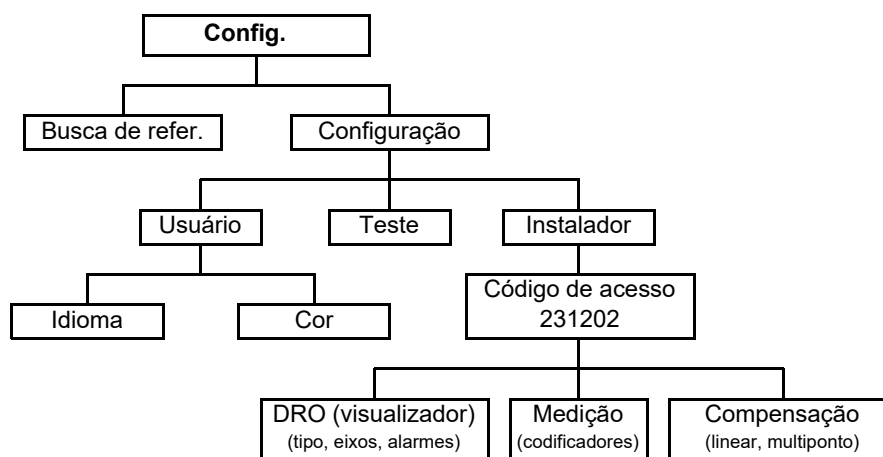 Config.
Busca de refer.
Configuração
Usuário
Teste
Instalador
Idioma
Cor
Código de acesso
231202
DRO (visualizador)
(tipo, eixos, alarmes)
Medição
(codificadores)
Compensação
(linear, multiponto)